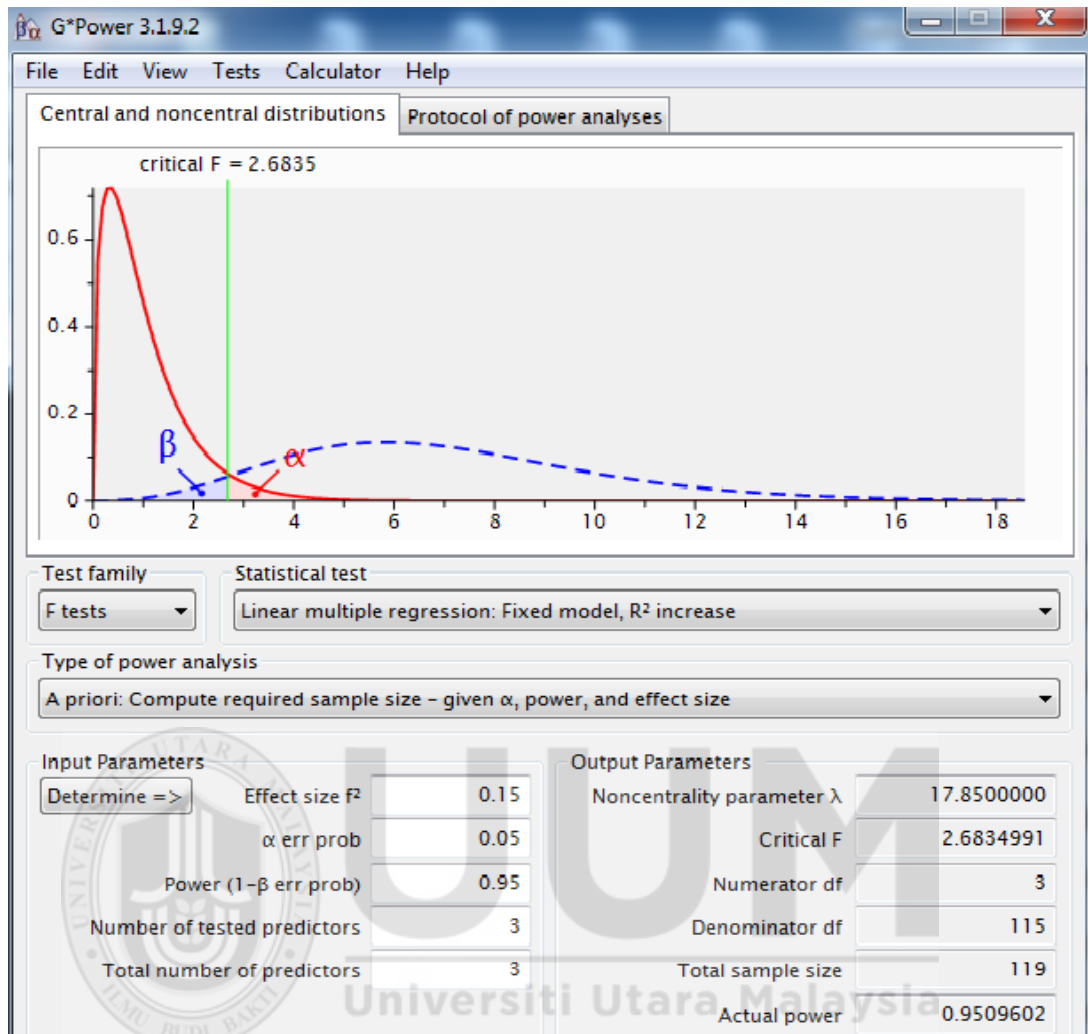 G*Power 3.1.9.2
File Edit View Tests Calculator Help
Central and noncentral distributions Protocol of power analyses
critical F = 2.6835
0.6
0.4
0.2
0
β
α
0 2 4 6 8 10 12 14 16 18
Test family Statistical test
F tests Linear multiple regression: Fixed model, R² increase
Type of power analysis
A priori: Compute required sample size – given α, power, and effect size
Input Parameters Output Parameters
Determine => Effect size f² 0.15 Noncentrality parameter λ 17.8500000
α err prob 0.05 Critical F 2.6834991
Power (1-β err prob) 0.95 Numerator df 3
Number of tested predictors 3 Denominator df 115
Total number of predictors 3 Total sample size 119
Actual power 0.9509602
UUM
Universiti Utara Malaysia
UNIVERSITI UTARA MALAYSIA
ILMU BUDI BAKTI